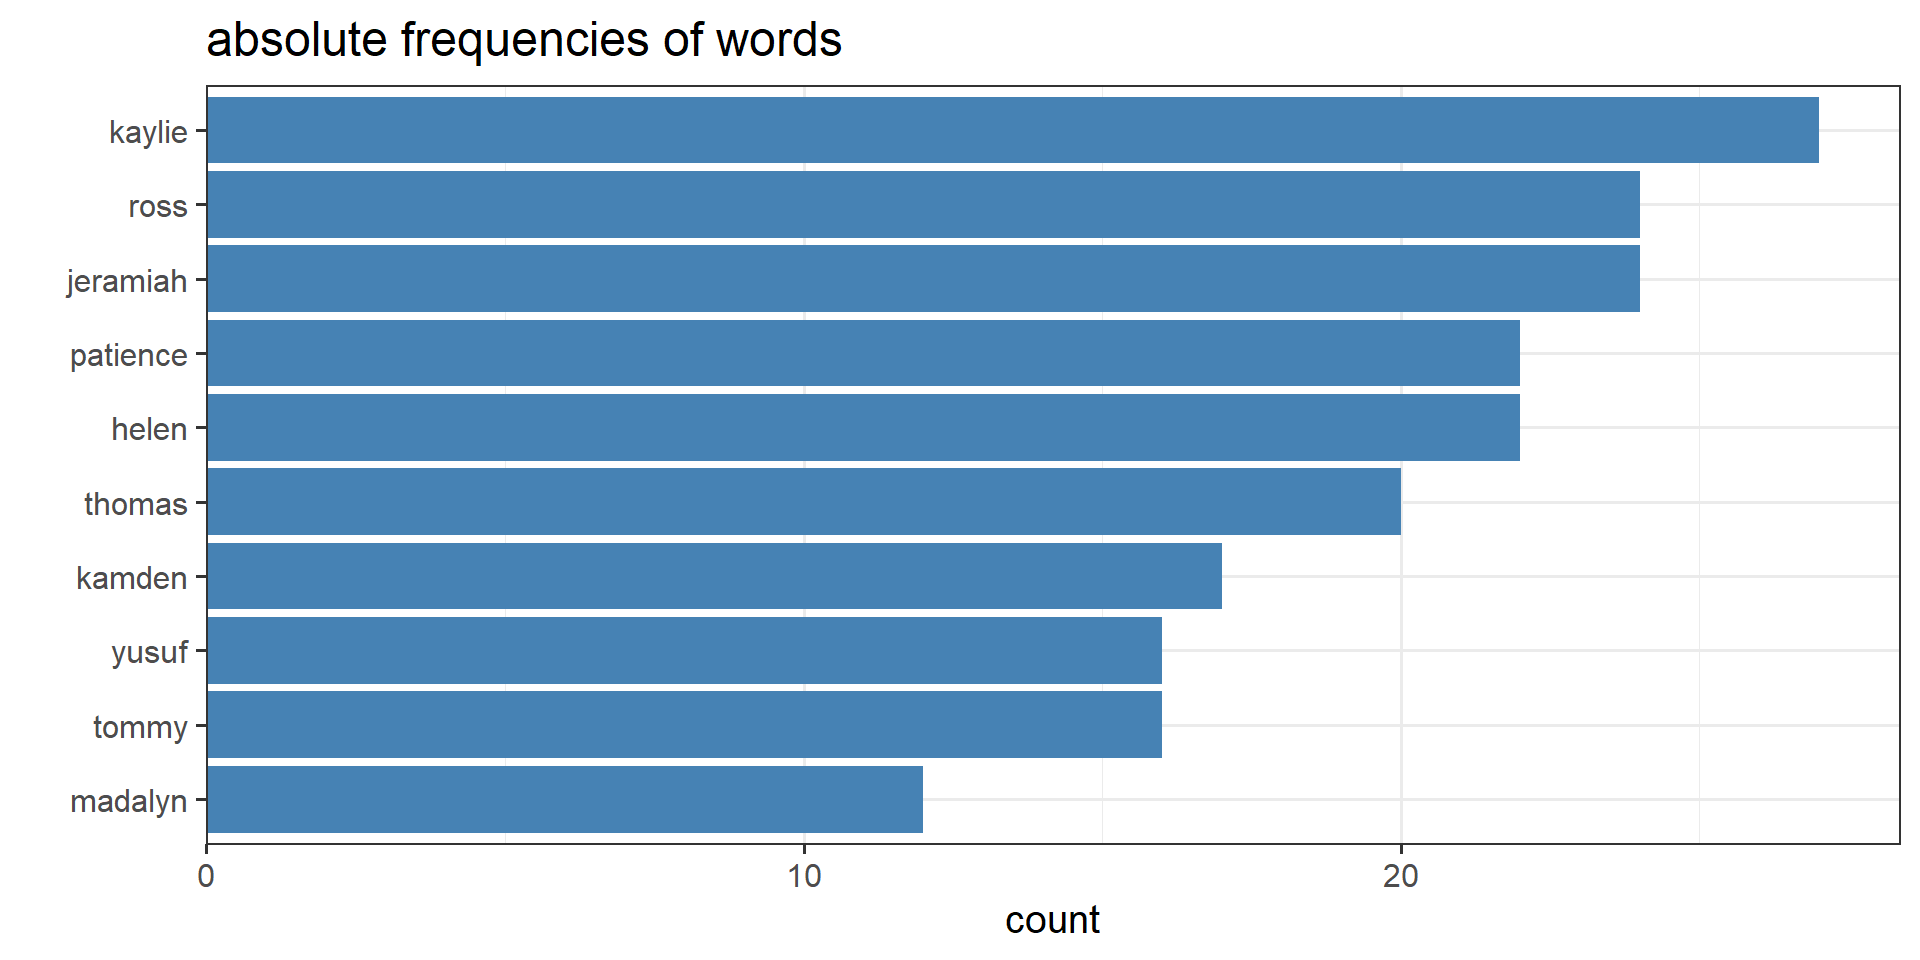 absolute frequencies of words
kaylie
ross
jeramiah
patience
helen
thomas
kamden
yusuf
tommy
madalyn
0 10 20
count